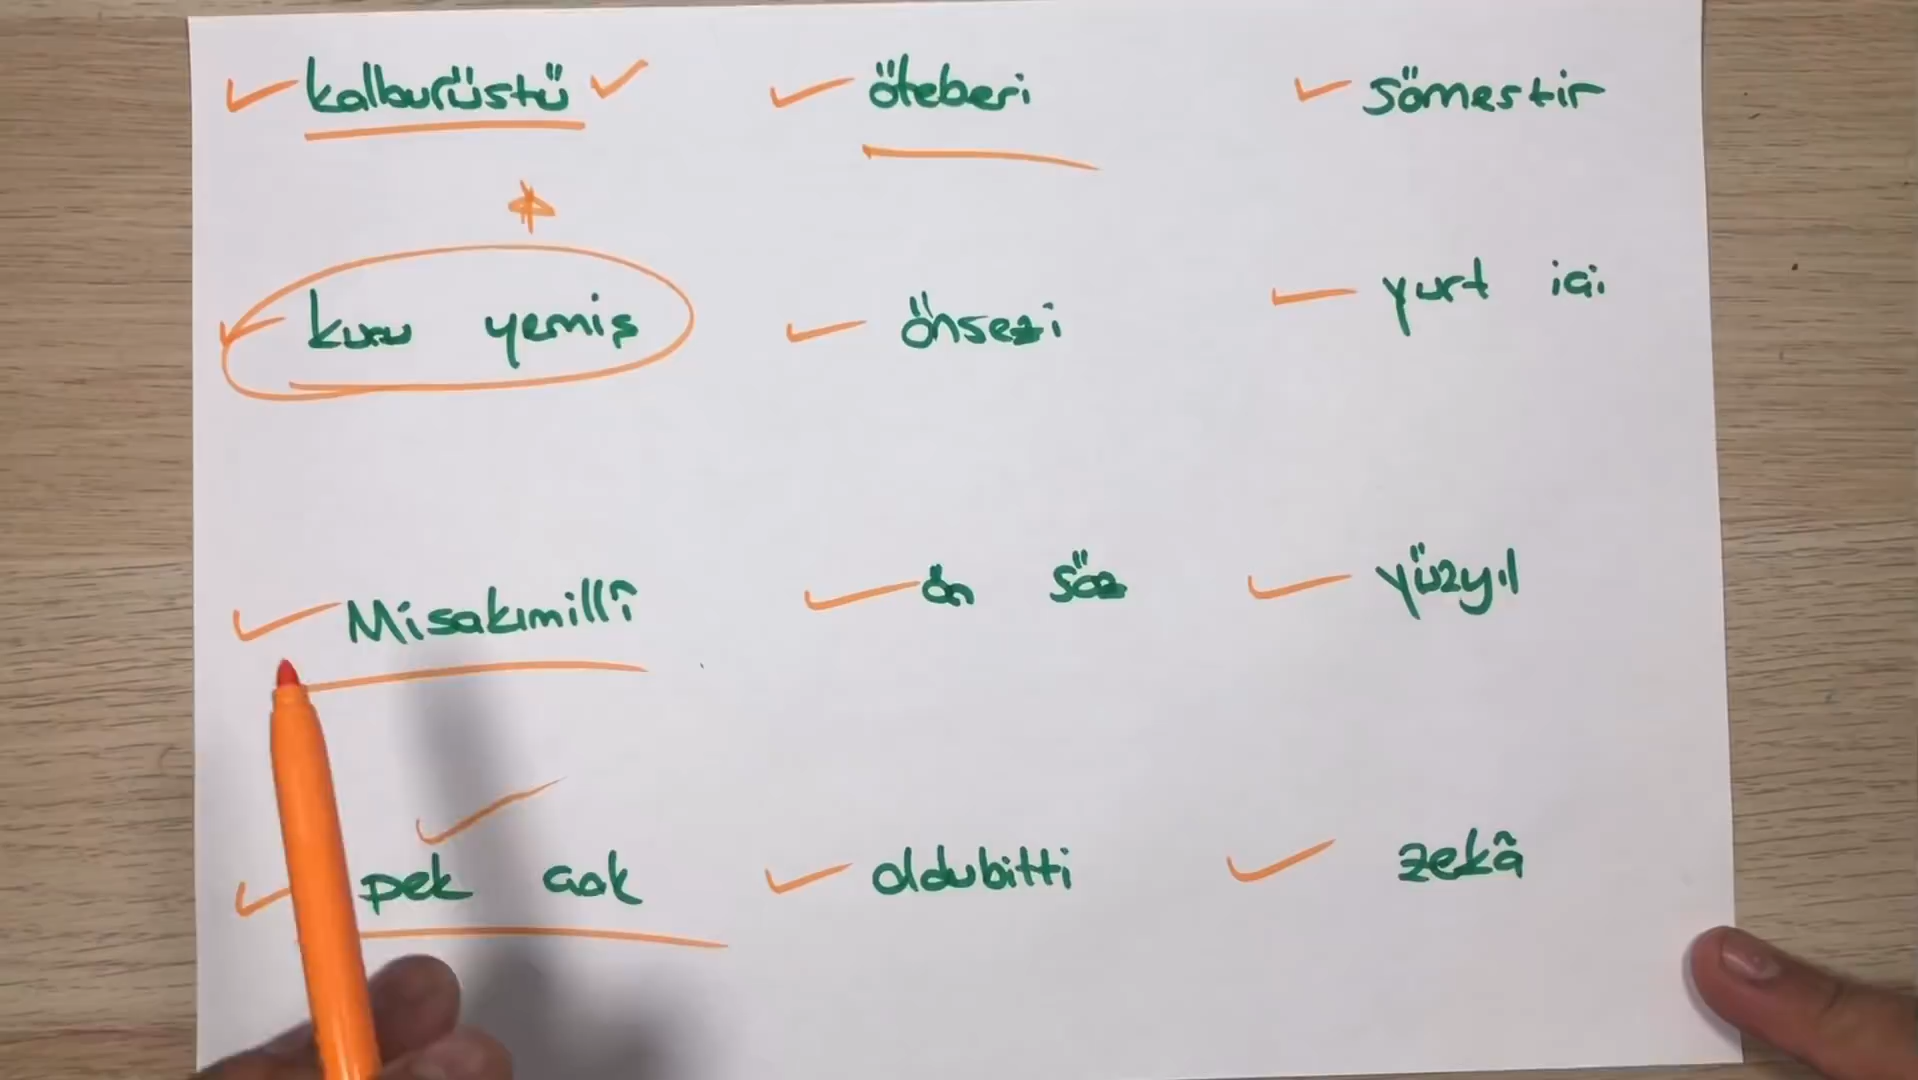 kalburüstü öteberi sömestir
kuru yemiş önsezi yurt içi
Misakımillî ön söz yüzyıl
pek çok oldubitti zekâ